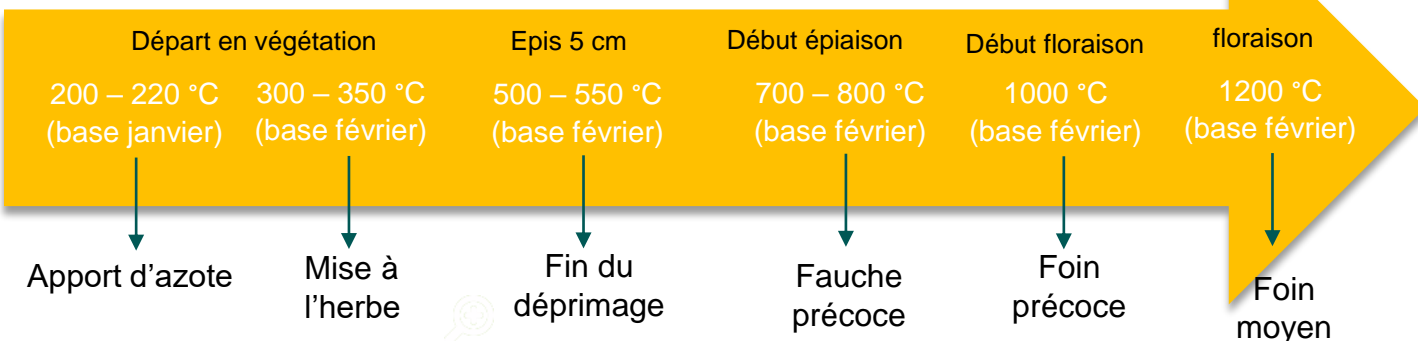 Départ en végétation
Epis 5 cm
Début épiaison
Début floraison
floraison
200 – 220 °C
(base janvier)
300 – 350 °C
(base février)
500 – 550 °C
(base février)
700 – 800 °C
(base février)
1000 °C
(base février)
1200 °C
(base février)
Apport d’azote
Mise à
l’herbe
Fin du
déprimage
Fauche
précoce
Foin
précoce
Foin
moyen